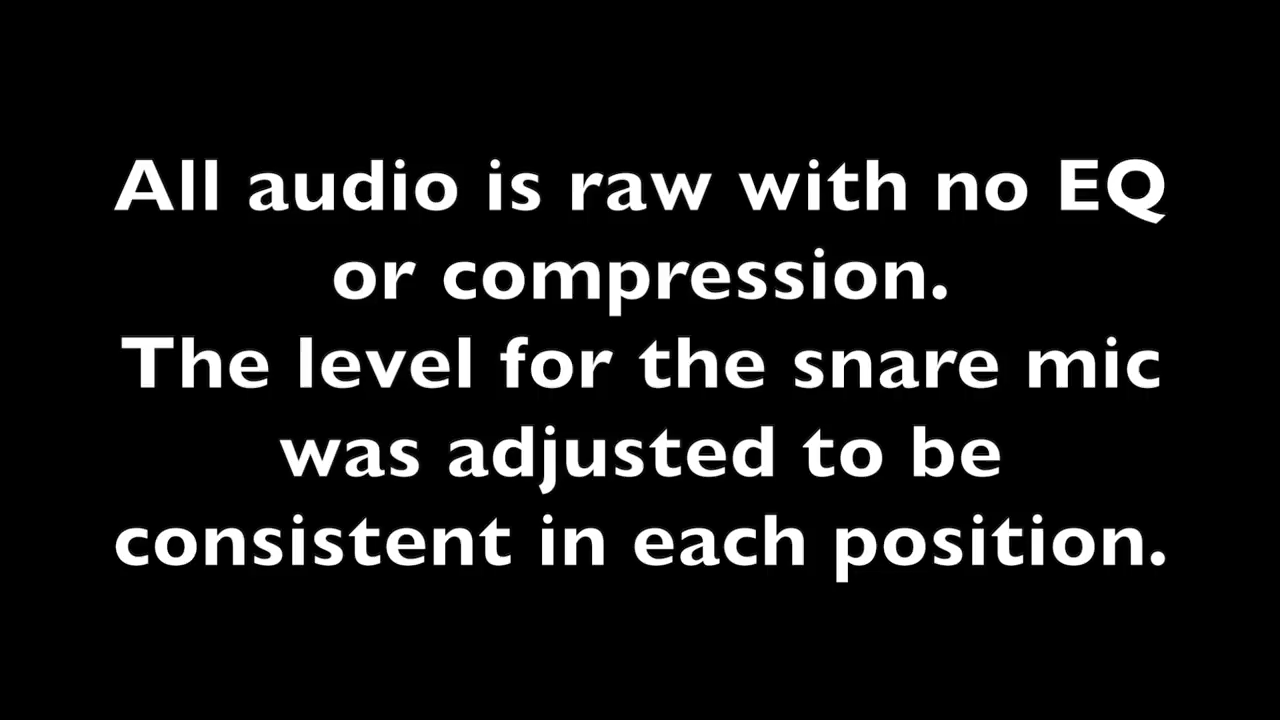 All audio is raw with no EQ
or compression.
The level for the snare mic
was adjusted to be
consistent in each position.